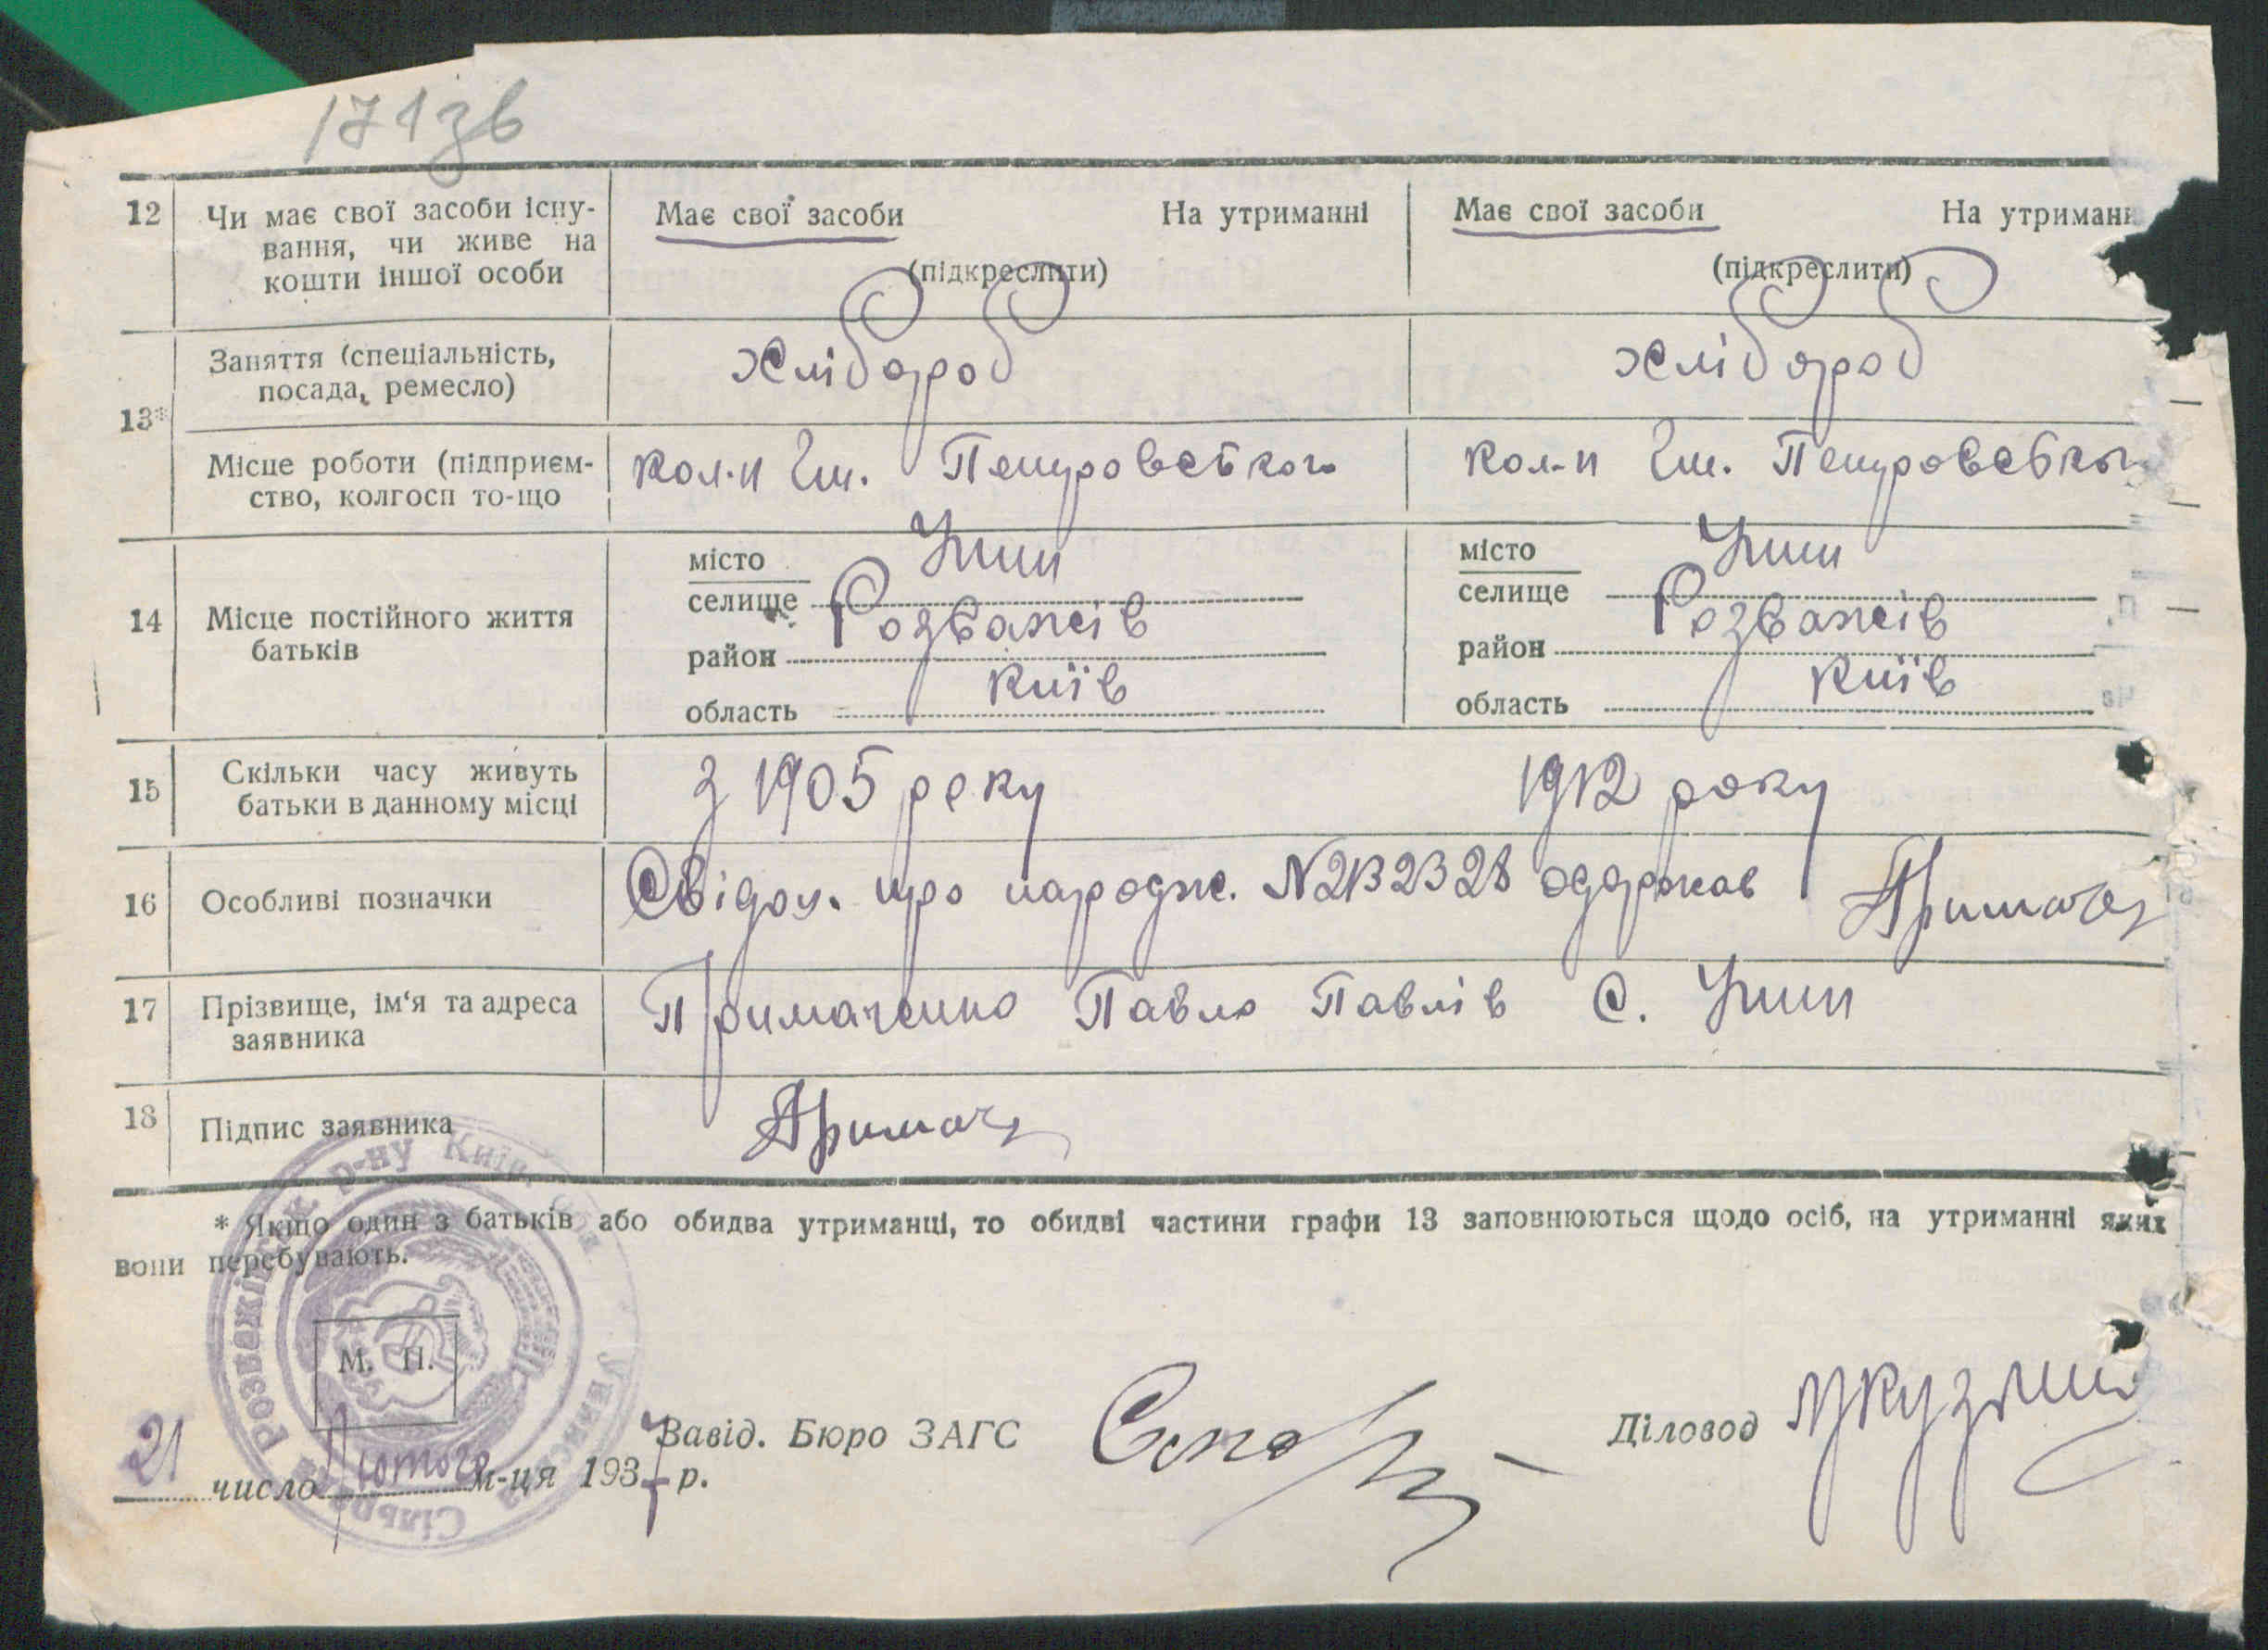 171зв
12 Чи має свої засоби існу-
вання, чи живе на
кошти іншої особи
Має свої засоби На утриманні
(підкреслити)
Має свої засоби На утриман
(підкреслити)
13*
Заняття (спеціальність,
посада, ремесло)
хлібороб
хлібороб
Місце роботи (підприєм-
ство, колгосп то-що
кол-п Ім. Петровського
кол-п Ім. Петровського
14 Місце постійного життя
батьків
місто
селище
район Розважів
область Київ
місто
селище
район Розважів
область Київ
15 Скільки часу живуть
батьки в данному місці
з 1905 року
1912 року
16 Особливі позначки
Свідоц. про народж. одержав
17 Прізвище, ім'я та адреса
заявника
Примаченко Павло Павлів С.
18 Підпис заявника
* Якщо один з батьків або обидва утриманці, то обидві частини графи 13 заповнюються щодо осіб, на утриманні яких
вони перебувають.
М. П.
21 число Лютого м-ця 1937 р.
Завід. Бюро ЗАГС
Діловод